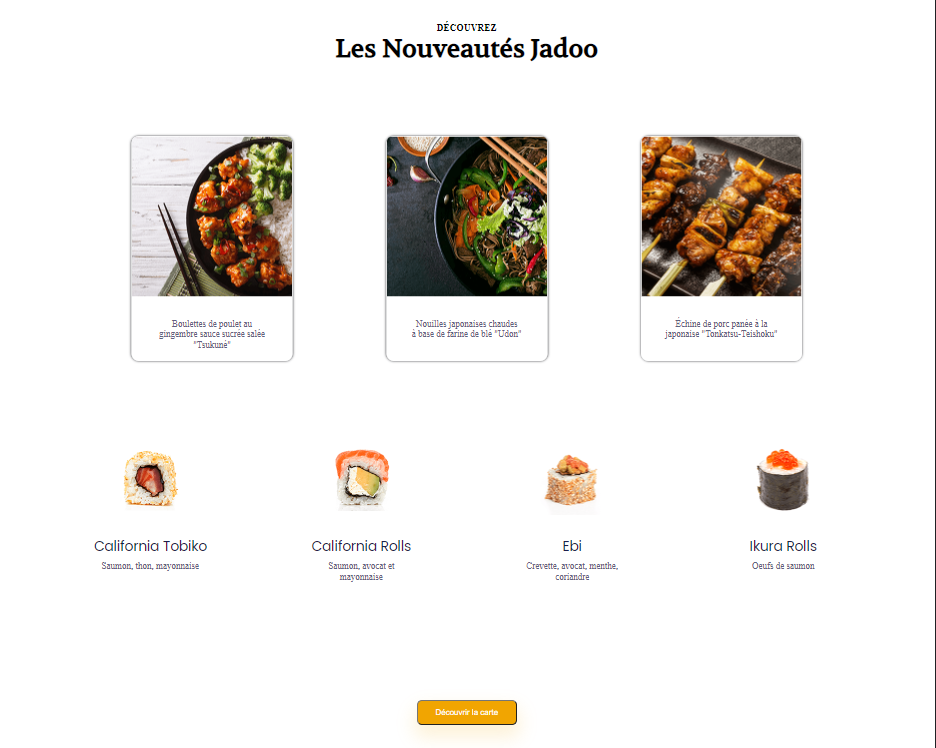 DÉCOUVREZ
Les Nouveautés Jadoo
Boulettes de poulet au
gingembre sauce sucrée salée
"Tsukuné"
Nouilles japonaises chaudes
à base de farine de blé "Udon"
Échine de porc panée à la
japonaise "Tonkatsu-Teishoku"
California Tobiko
Saumon, thon, mayonnaise
California Rolls
Saumon, avocat et
mayonnaise
Ebi
Crevette, avocat, menthe,
coriandre
Ikura Rolls
Oeufs de saumon
Découvrir la carte